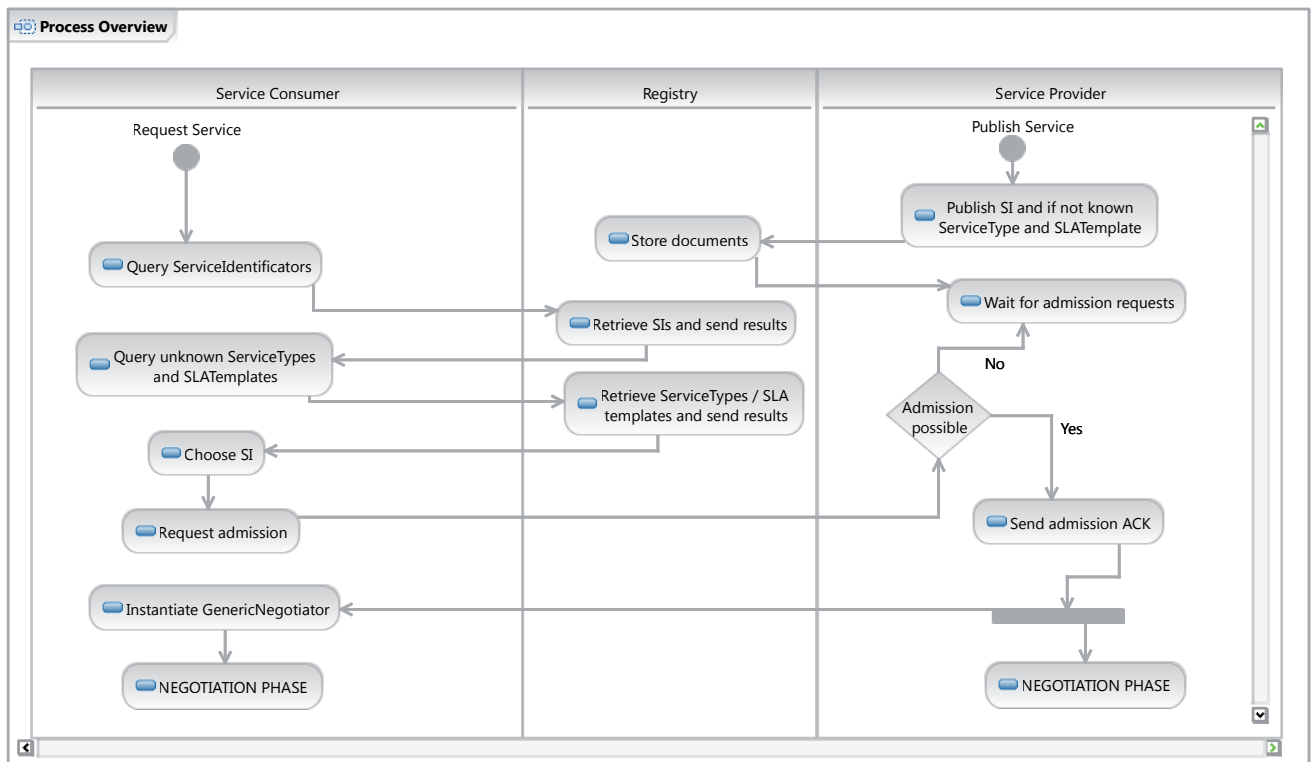 Process Overview
Service Consumer
Registry
Service Provider
Request Service
Publish Service
Publish SI and if not known
ServiceType and SLATemplate
Store documents
Query ServiceIdentificators
Wait for admission requests
Retrieve SIs and send results
Query unknown ServiceTypes
and SLATemplates
No
Retrieve ServiceTypes / SLA
templates and send results
Admission
possible
Yes
Choose SI
Request admission
Send admission ACK
Instantiate GenericNegotiator
NEGOTIATION PHASE
NEGOTIATION PHASE